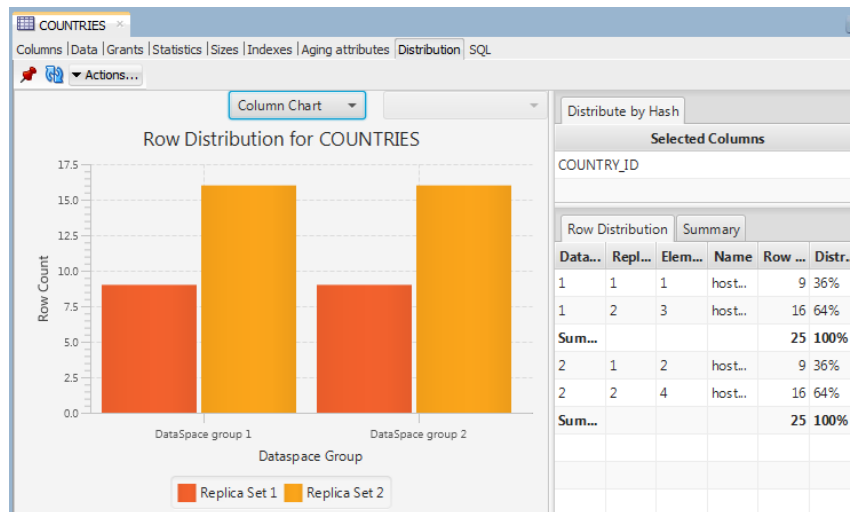 COUNTRIES ×
Columns |Data |Grants |Statistics |Sizes |Indexes |Aging attributes |Distribution| SQL
Actions...
Column Chart
Row Distribution for COUNTRIES
17.5
15.0
12.5
10.0
7.5
5.0
2.5
0.0
Row Count
DataSpace group 1 DataSpace group 2
Dataspace Group
Replica Set 1 Replica Set 2
Distribute by Hash
Selected Columns
COUNTRY_ID
Row Distribution Summary
Data... Repl... Elem... Name Row ... Distr.
1 1 1 host... 9 36%
1 2 3 host... 16 64%
Sum... 25 100%
2 1 2 host... 9 36%
2 2 4 host... 16 64%
Sum... 25 100%